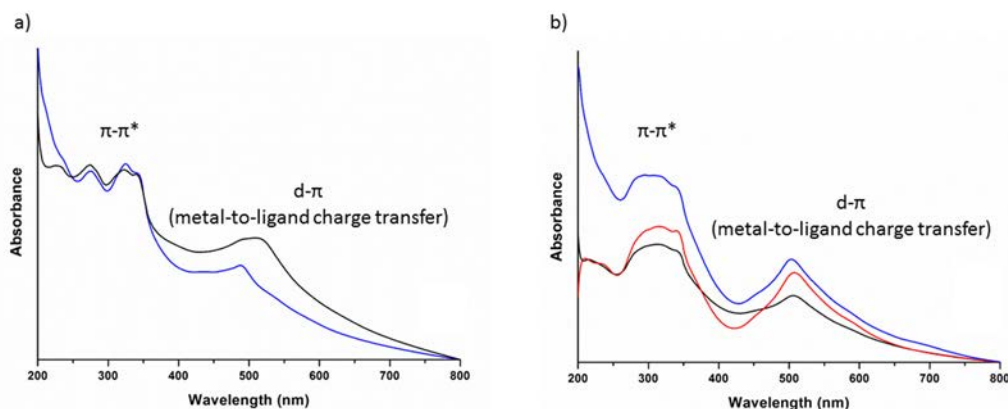 a)
π-π*
d-π
(metal-to-ligand charge transfer)
Absorbance
200 300 400 500 600 700 800
Wavelength (nm)
b)
π-π*
d-π
(metal-to-ligand charge transfer)
Absorbance
200 300 400 500 600 700 800
Wavelength (nm)